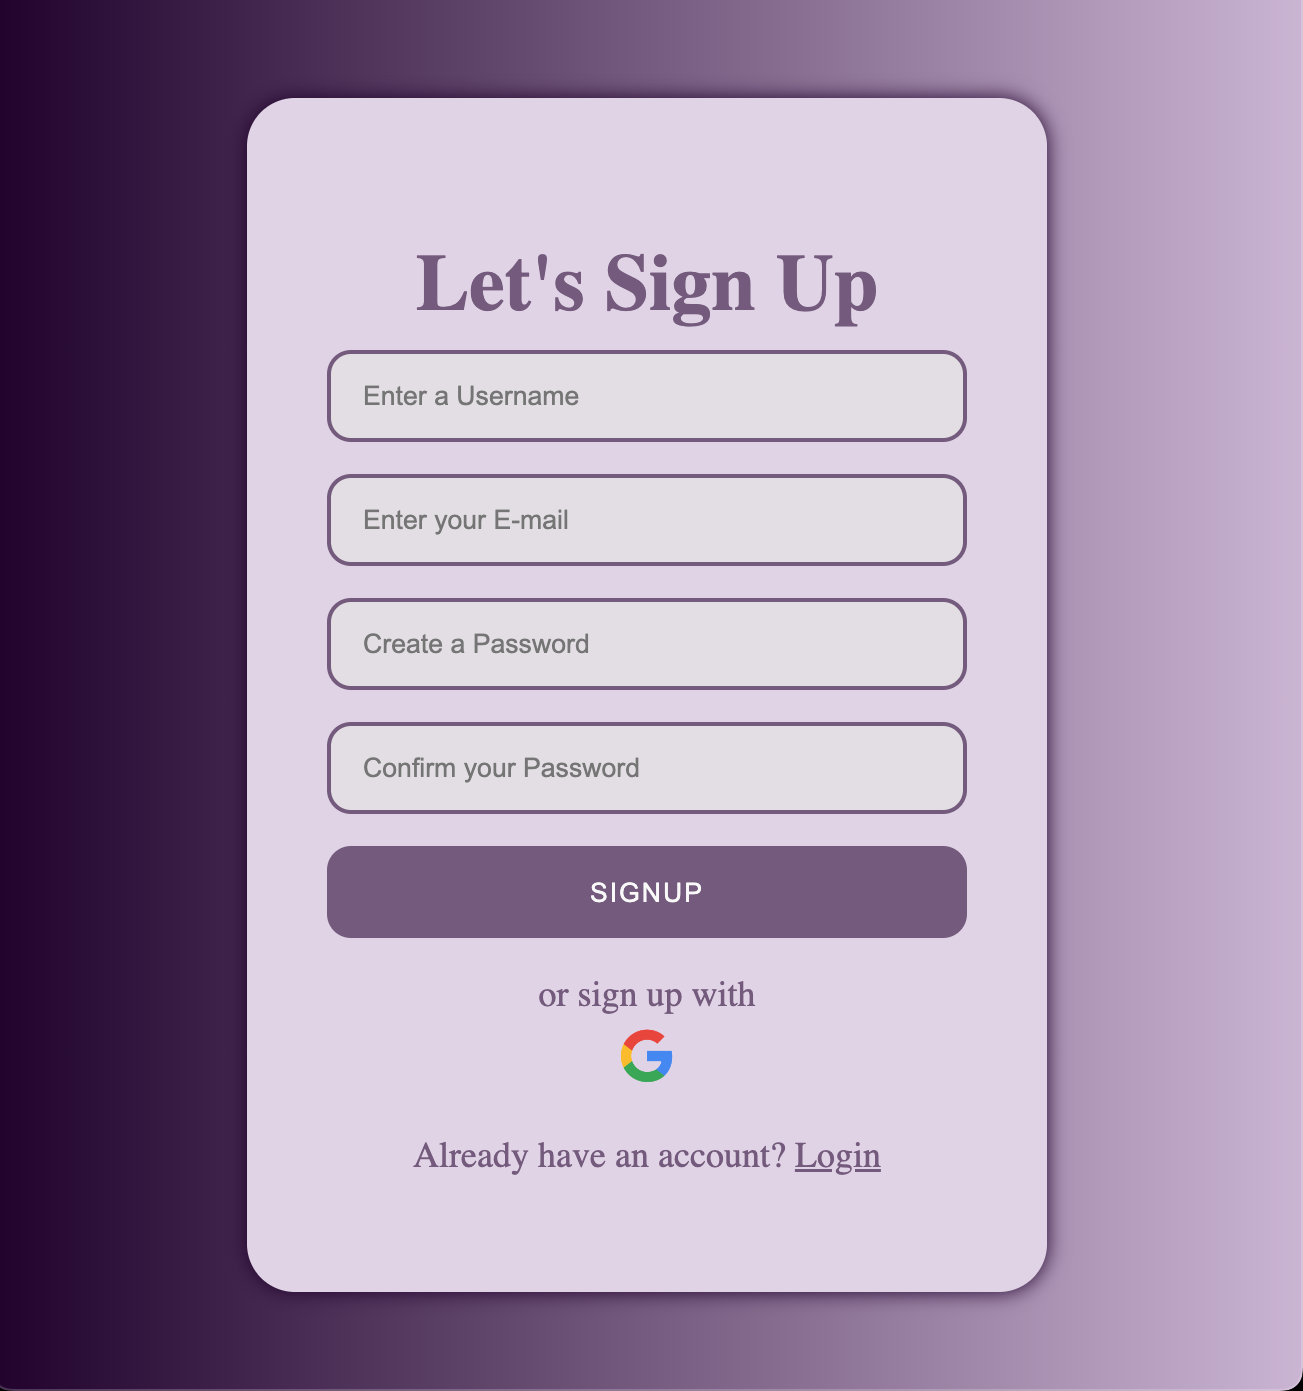 Let's Sign Up
Enter a Username
Enter your E-mail
Create a Password
Confirm your Password
SIGNUP
or sign up with
Already have an account? Login